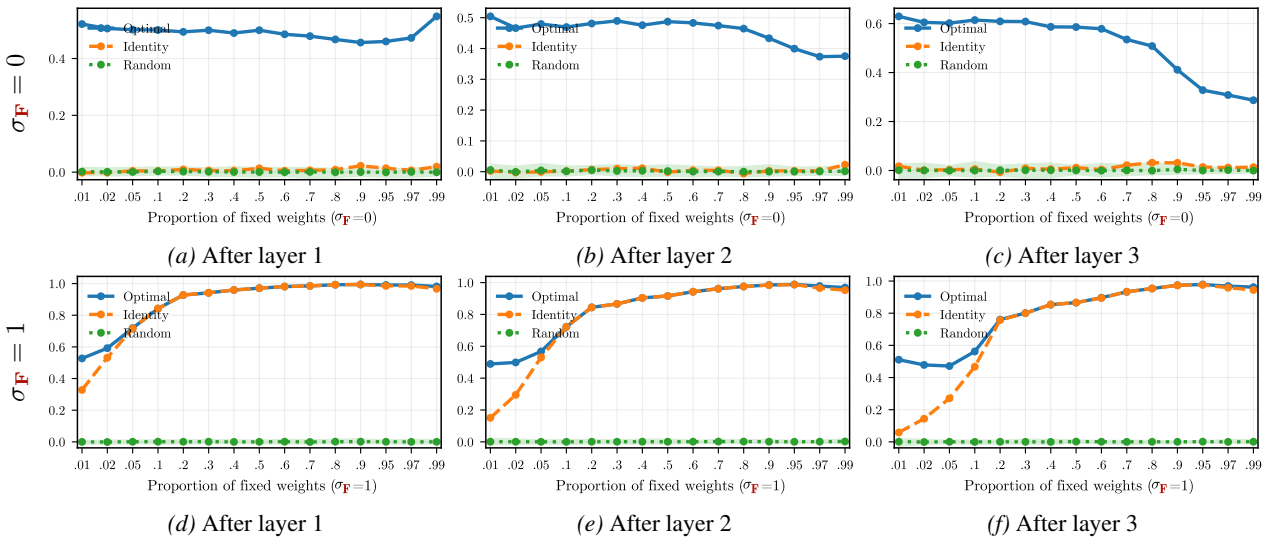 σ_F = 0
0.4
0.2
0.0
Optimal
Identity
Random
.01 .02 .05 .1 .2 .3 .4 .5 .6 .7 .8 .9 .95 .97 .99
Proportion of fixed weights (σ_F=0)
(a) After layer 1
0.5
0.4
0.3
0.2
0.1
0.0
Optimal
Identity
Random
.01 .02 .05 .1 .2 .3 .4 .5 .6 .7 .8 .9 .95 .97 .99
Proportion of fixed weights (σ_F=0)
(b) After layer 2
0.6
0.4
0.2
0.0
Optimal
Identity
Random
.01 .02 .05 .1 .2 .3 .4 .5 .6 .7 .8 .9 .95 .97 .99
Proportion of fixed weights (σ_F=0)
(c) After layer 3
σ_F = 1
1.0
0.8
0.6
0.4
0.2
0.0
Optimal
Identity
Random
.01 .02 .05 .1 .2 .3 .4 .5 .6 .7 .8 .9 .95 .97 .99
Proportion of fixed weights (σ_F=1)
(d) After layer 1
1.0
0.8
0.6
0.4
0.2
0.0
Optimal
Identity
Random
.01 .02 .05 .1 .2 .3 .4 .5 .6 .7 .8 .9 .95 .97 .99
Proportion of fixed weights (σ_F=1)
(e) After layer 2
1.0
0.8
0.6
0.4
0.2
0.0
Optimal
Identity
Random
.01 .02 .05 .1 .2 .3 .4 .5 .6 .7 .8 .9 .95 .97 .99
Proportion of fixed weights (σ_F=1)
(f) After layer 3